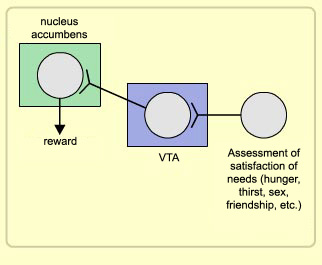 nucleus
accumbens
reward
VTA
Assessment of
satisfaction of
needs (hunger,
thirst, sex,
friendship, etc.)